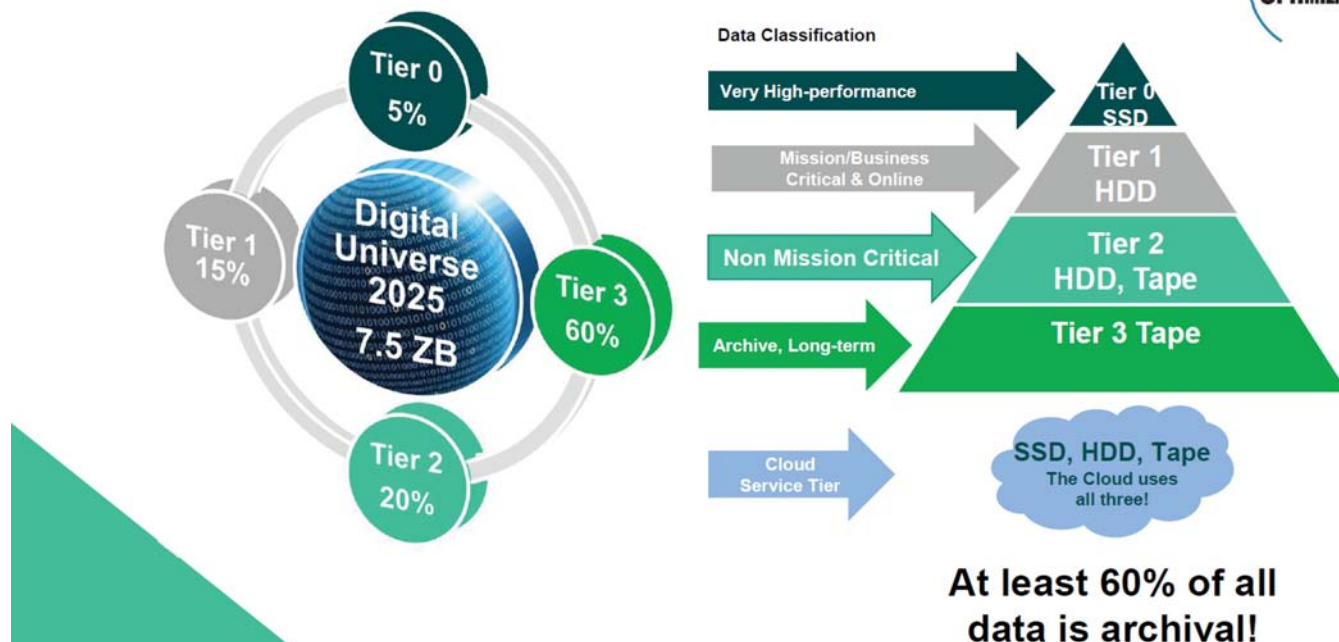 Data Classification
Tier 0
5%
Tier 1
15%
Digital
Universe
2025
7.5 ZB
Tier 3
60%
Tier 2
20%
Very High-performance
Tier 0
SSD
Mission/Business
Critical & Online
Tier 1
HDD
Non Mission Critical
Tier 2
HDD, Tape
Archive, Long-term
Tier 3 Tape
Cloud
Service Tier
SSD, HDD, Tape
The Cloud uses
all three!
At least 60% of all
data is archival!